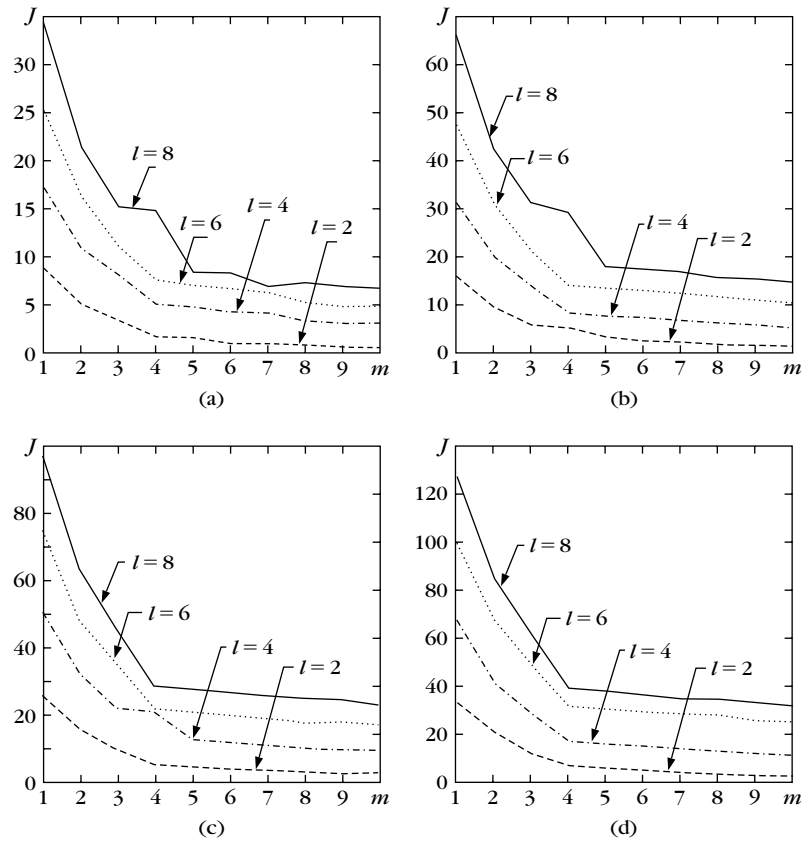 J
30
25
20
15
10
5
0
l = 8
l = 6
l = 4
l = 2
1 2 3 4 5 6 7 8 9 m
(a)
J
60
50
40
30
20
10
0
l = 8
l = 6
l = 4
l = 2
1 2 3 4 5 6 7 8 9 m
(b)
J
80
60
40
20
0
l = 8
l = 6
l = 4
l = 2
1 2 3 4 5 6 7 8 9 m
(c)
J
120
100
80
60
40
20
0
l = 8
l = 6
l = 4
l = 2
1 2 3 4 5 6 7 8 9 m
(d)